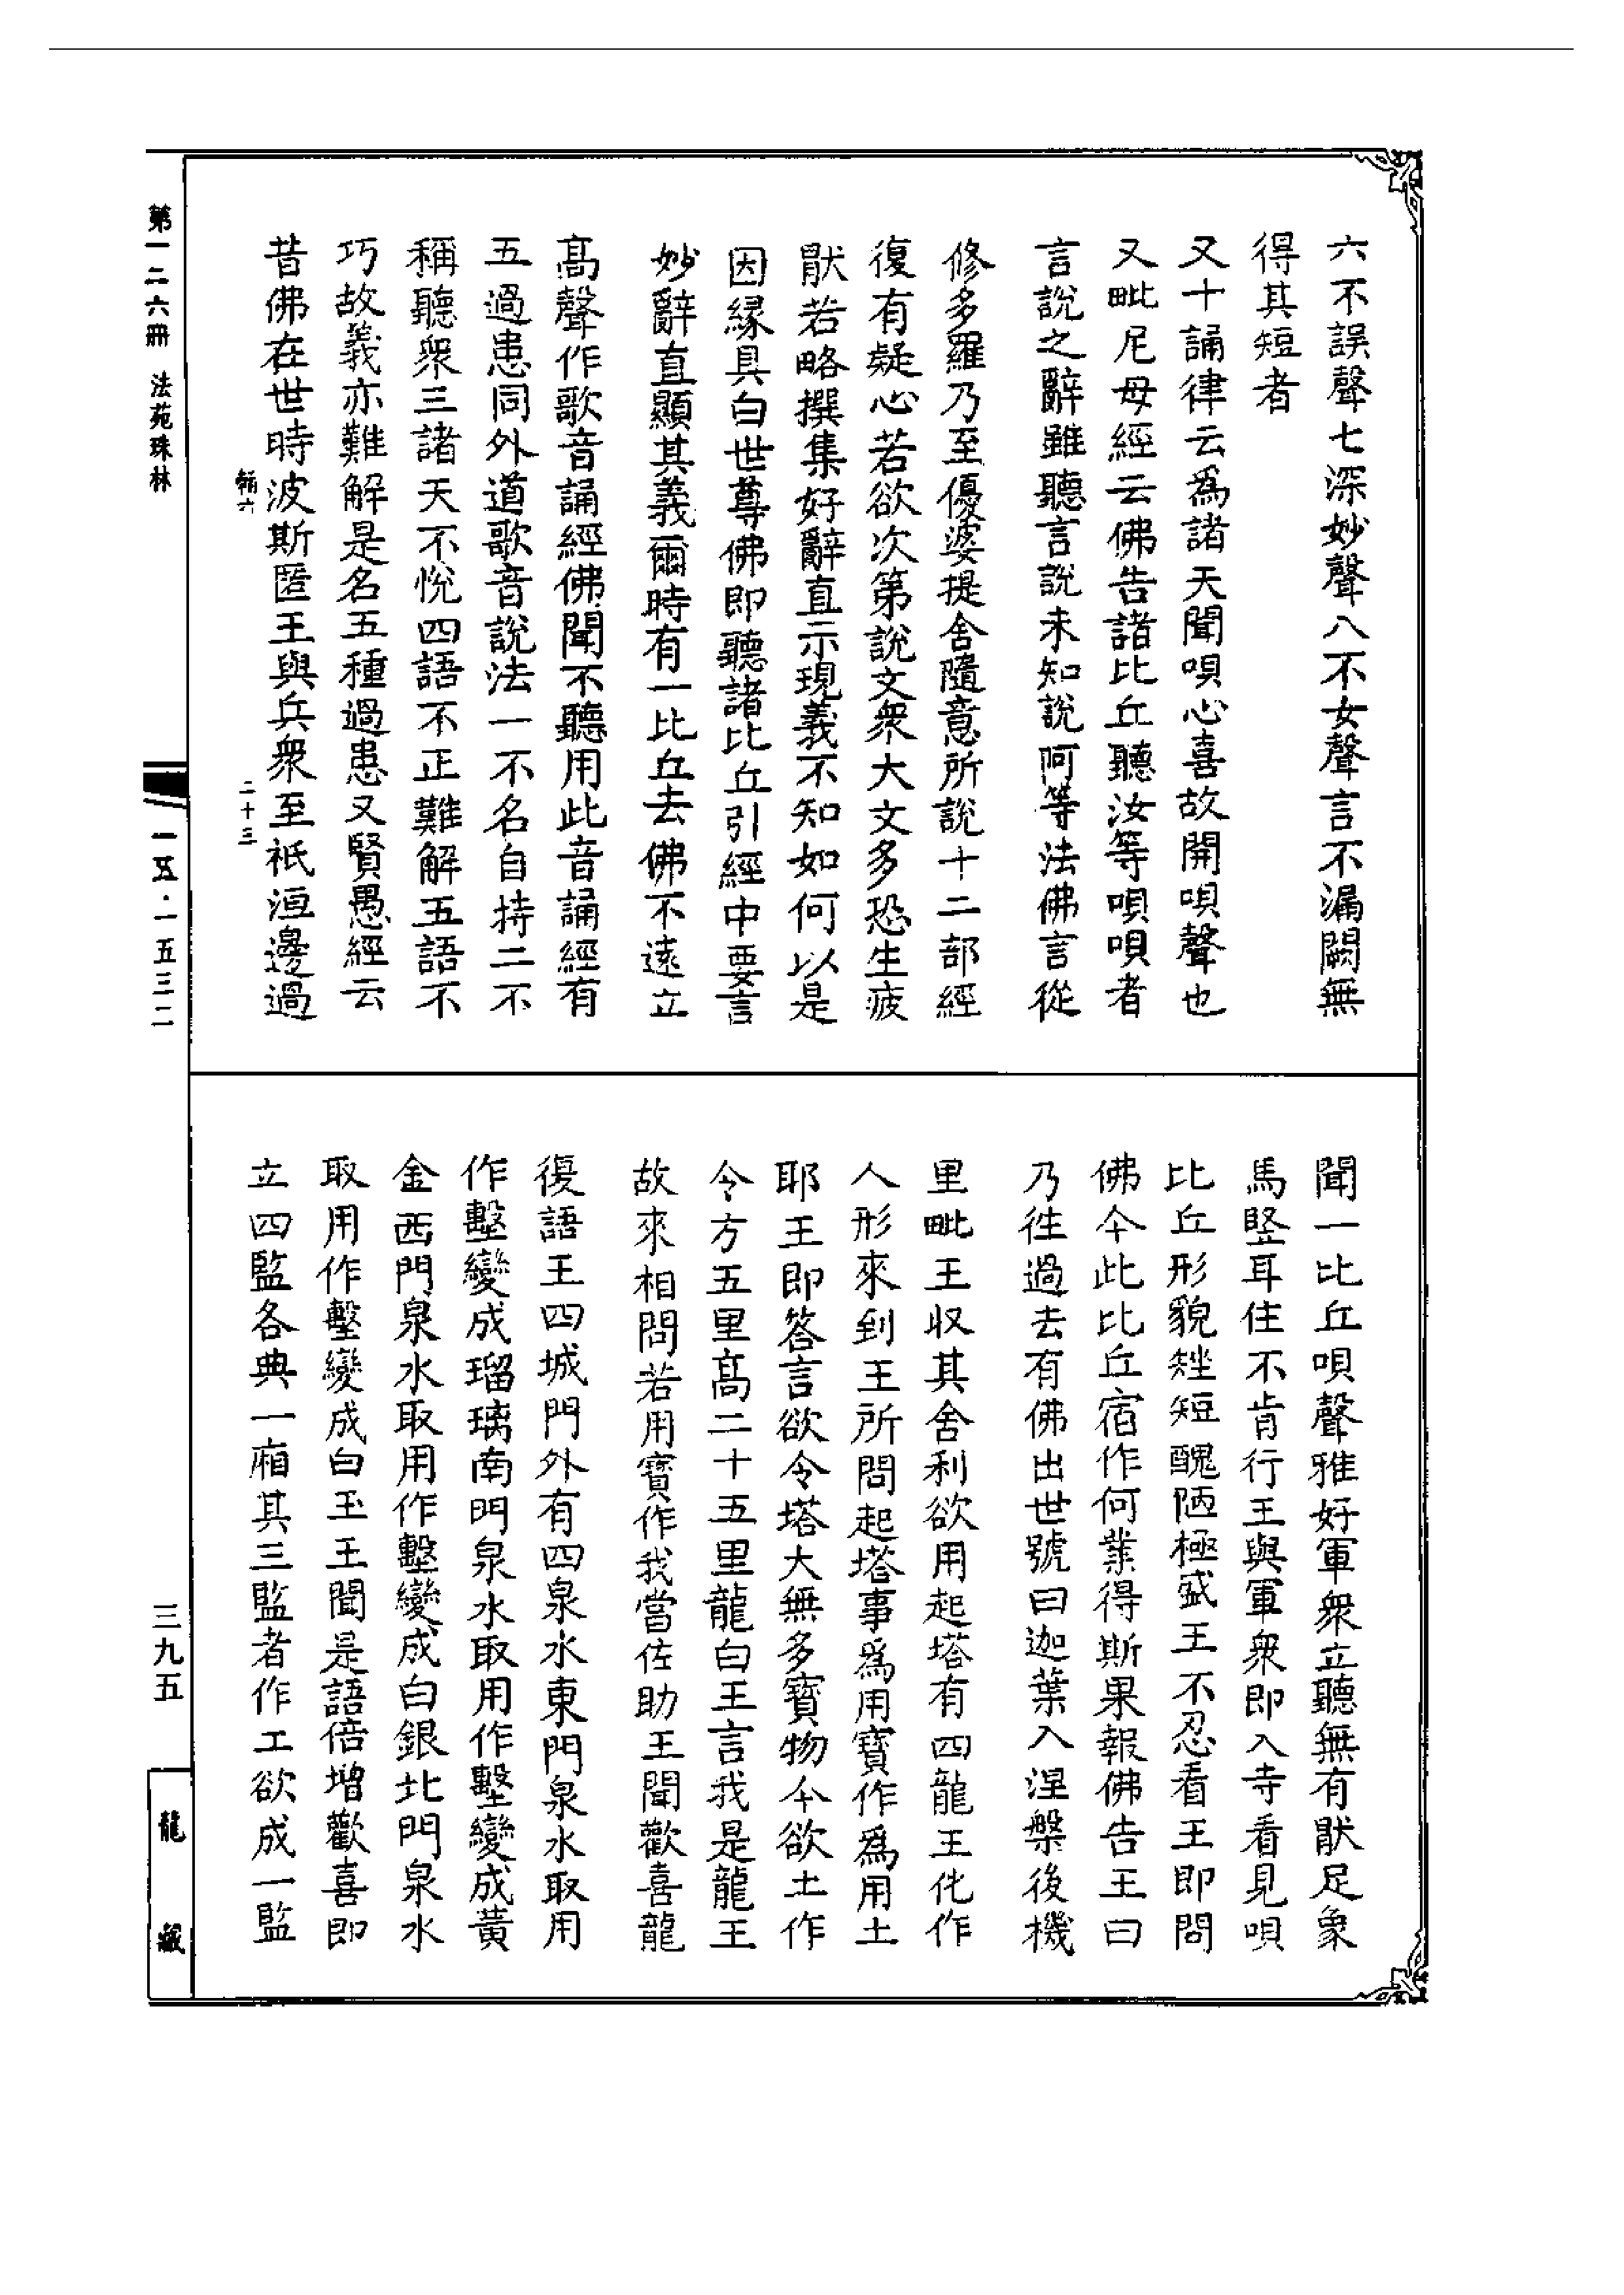 六不誤聲七深妙聲八不女聲言不漏闕無
得其短者
又十誦律云爲諸天聞唄心喜故開唄聲也
又毗尼母經云佛告諸比丘聽汝等唄唄者
言說之辭雖聽言說未知說何等法佛言從
修多羅乃至優婆提舍隨意所說十二部經
復有疑心若欲次第說文衆大文多恐生疲
猒若略撰集好辭直示現義不知如何以是
因緣具白世尊佛即聽諸比丘引經中要言
妙辭直顯其義爾時有一比丘去佛不遠立
高聲作歌音誦經佛聞不聽用此音誦經有
五過患同外道歌音說法一不名自持二不
稱聽衆三諸天不悅四語不正難解五語不
巧故義亦難解是名五種過患又賢愚經云
昔佛在世時波斯匿王與兵衆至祇洹邊過
輶六
二十三
聞一比丘唄聲雅好軍衆立聽無有猒足象
馬竪耳住不肯行王與軍衆即入寺看見唄
比丘形貌矬短醜陋極盛王不忍看王即問
佛今此比丘宿作何業得斯果報佛告王曰
乃徃過去有佛出世號曰迦葉入涅槃後機
里毗王収其舍利欲用起塔有四龍王化作
人形來到王所問起塔事爲用寶作爲用土
耶王即答言欲令塔大無多寶物今欲土作
令方五里高二十五里龍白王言我是龍王
故來相問若用寶作我當佐助王聞歡喜龍
復語王四城門外有四泉水東門泉水取用
作墼變成瑠璃南門泉水取用作墼變成黃
金西門泉水取用作墼變成白銀北門泉水
取用作墼變成白玉王聞是語倍增歡喜即
立四監各典一廂其三監者作工欲成一監
第一二六冊 法苑珠林
一五·一五三二
三九五
龍藏